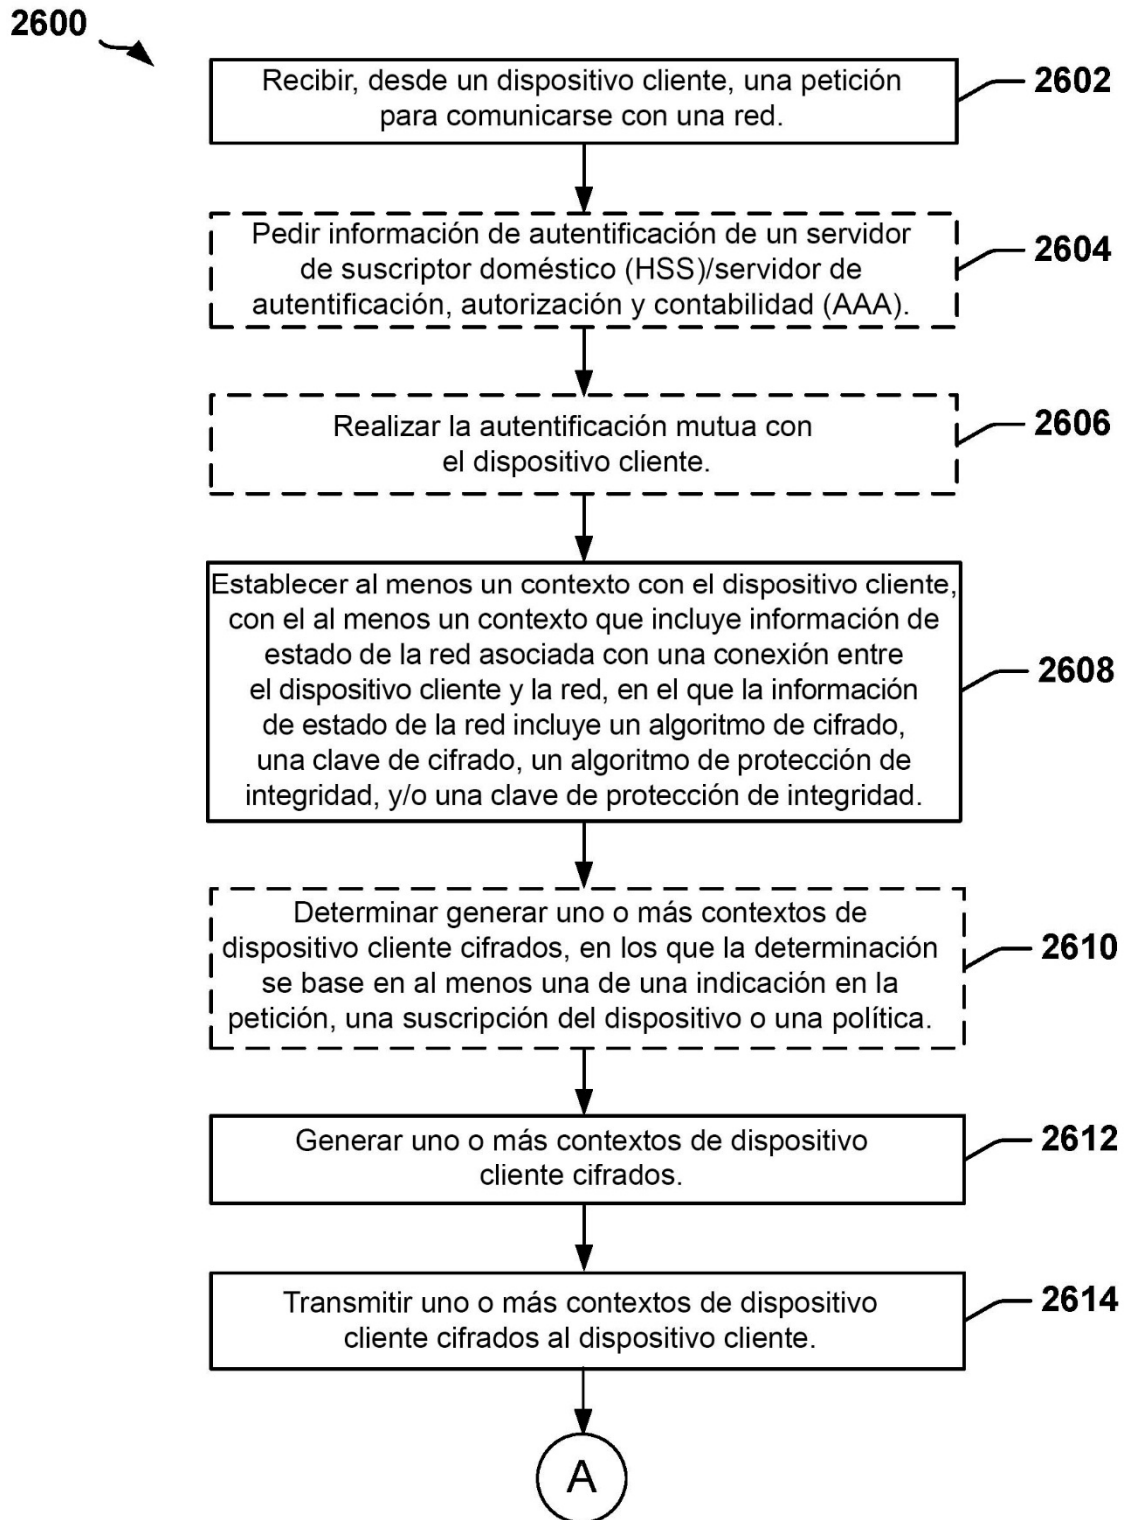 2600
Recibir, desde un dispositivo cliente, una petición
para comunicarse con una red.
2602
Pedir información de autentificación de un servidor
de suscriptor doméstico (HSS)/servidor de
autentificación, autorización y contabilidad (AAA).
2604
Realizar la autentificación mutua con
el dispositivo cliente.
2606
Establecer al menos un contexto con el dispositivo cliente,
con el al menos un contexto que incluye información de
estado de la red asociada con una conexión entre
el dispositivo cliente y la red, en el que la información
de estado de la red incluye un algoritmo de cifrado,
una clave de cifrado, un algoritmo de protección de
integridad, y/o una clave de protección de integridad.
2608
Determinar generar uno o más contextos de
dispositivo cliente cifrados, en los que la determinación
se base en al menos una de una indicación en la
petición, una suscripción del dispositivo o una política.
2610
Generar uno o más contextos de dispositivo
cliente cifrados.
2612
Transmitir uno o más contextos de dispositivo
cliente cifrados al dispositivo cliente.
2614
A